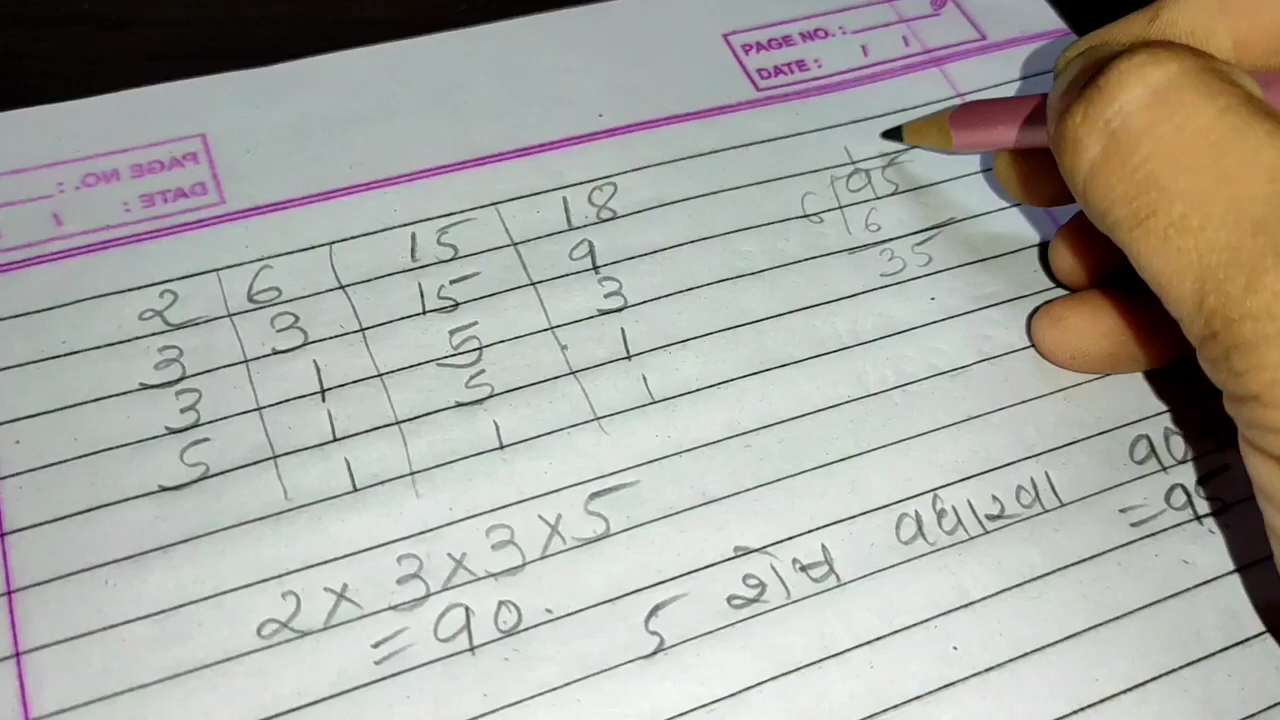 PAGE NO. :
DATE :
PAGE NO. :
DATE :
2 6 15 18
3 3 15 9
3 1 5 3
5 1 5 1
1 1 1
6 95 1
6
35
2 × 3 × 3 × 5
= 90.
5 શેષ વધારવા 90
= 95